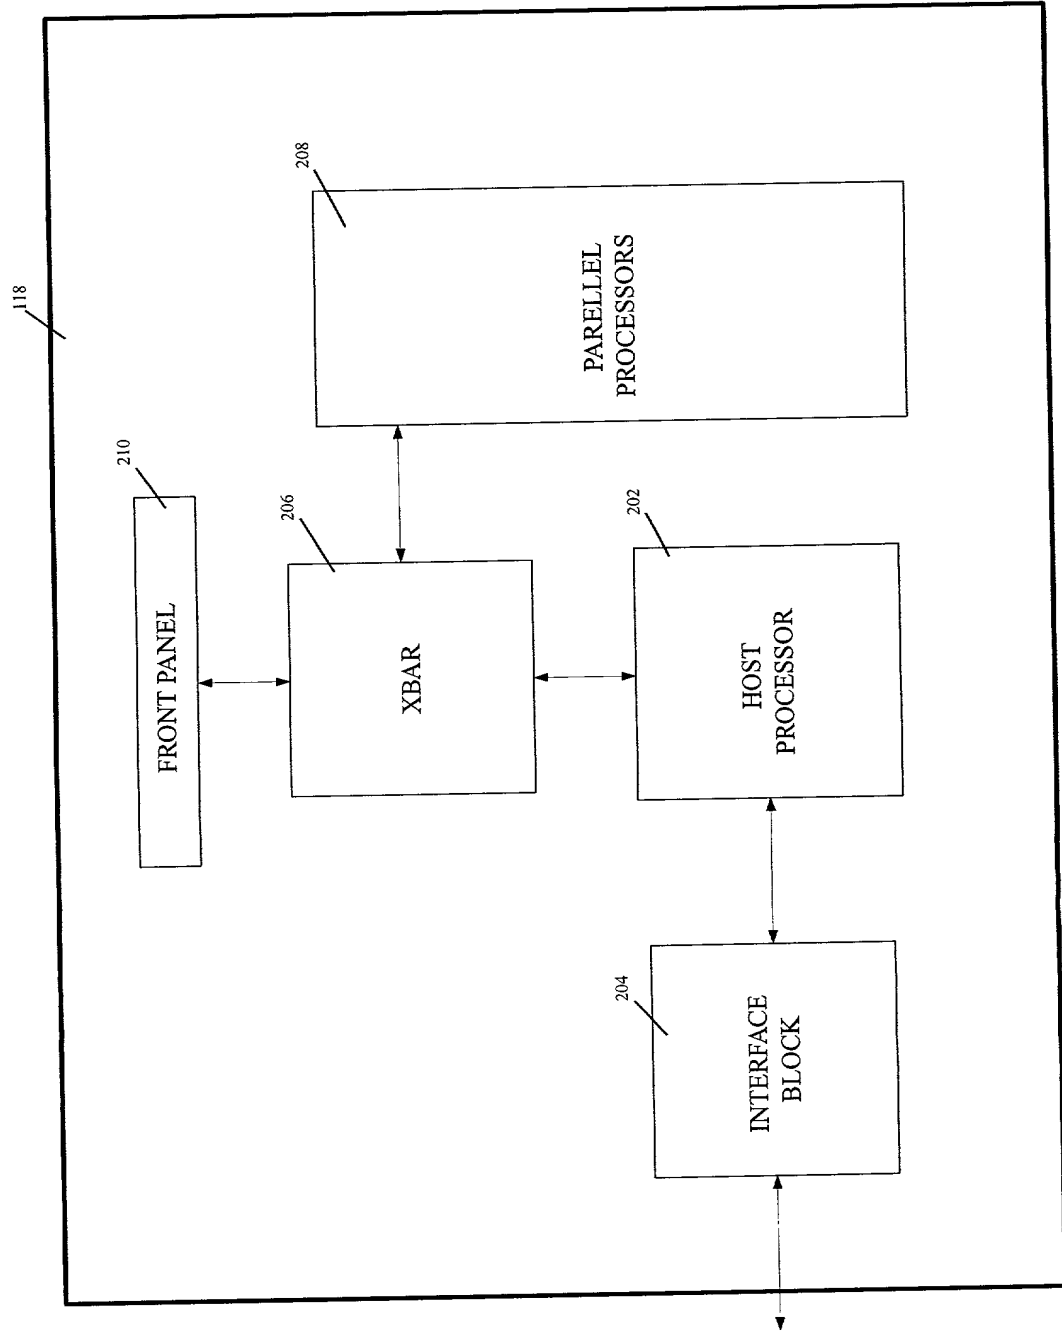 118
210
FRONT PANEL
206
XBAR
208
PARELLEL
PROCESSORS
202
HOST
PROCESSOR
204
INTERFACE
BLOCK